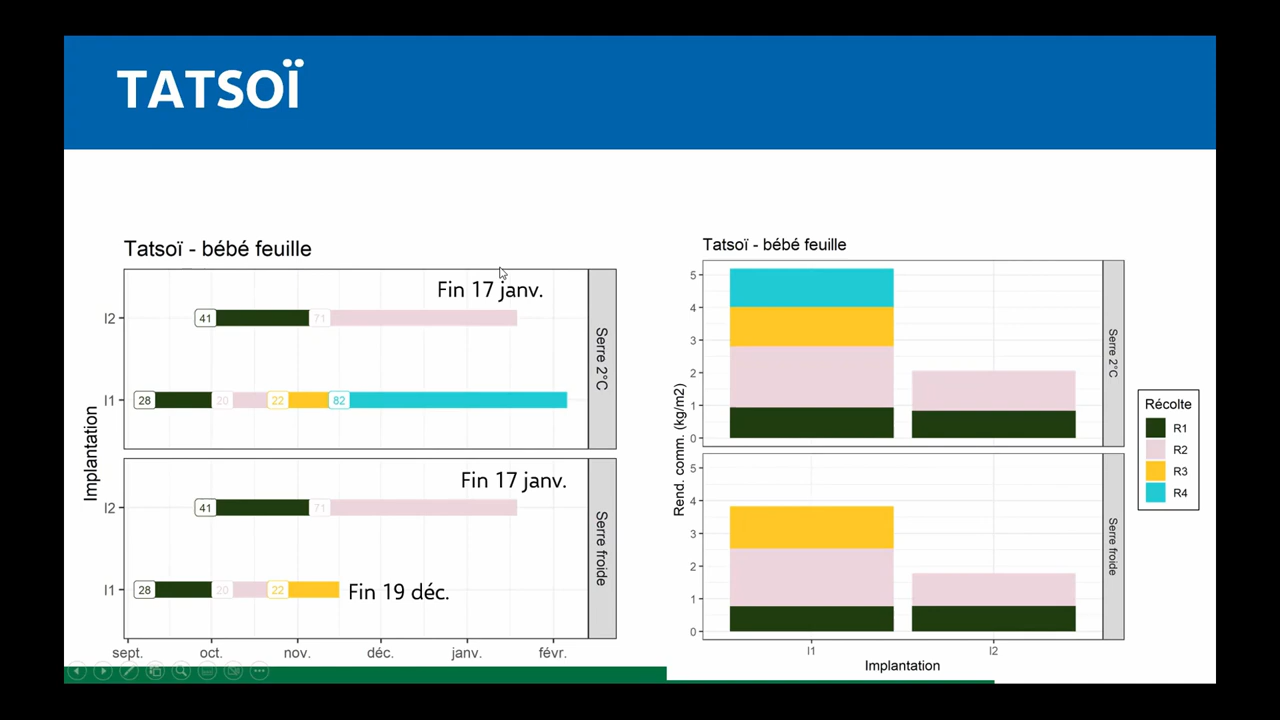 TATSOÏ
Tatsoï - bébé feuille
Implantation
I2
41
71
Fin 17 janv.
I1
28
20
22
82
Serre 2°C
I2
41
71
Fin 17 janv.
I1
28
20
22
Fin 19 déc.
Serre froide
sept. oct. nov. déc. janv. févr.
Tatsoï - bébé feuille
Rend. comm. (kg/m2)
5
4
3
2
1
0
Serre 2°C
5
4
3
2
1
0
Serre froide
I1 I2
Implantation
Récolte
R1
R2
R3
R4